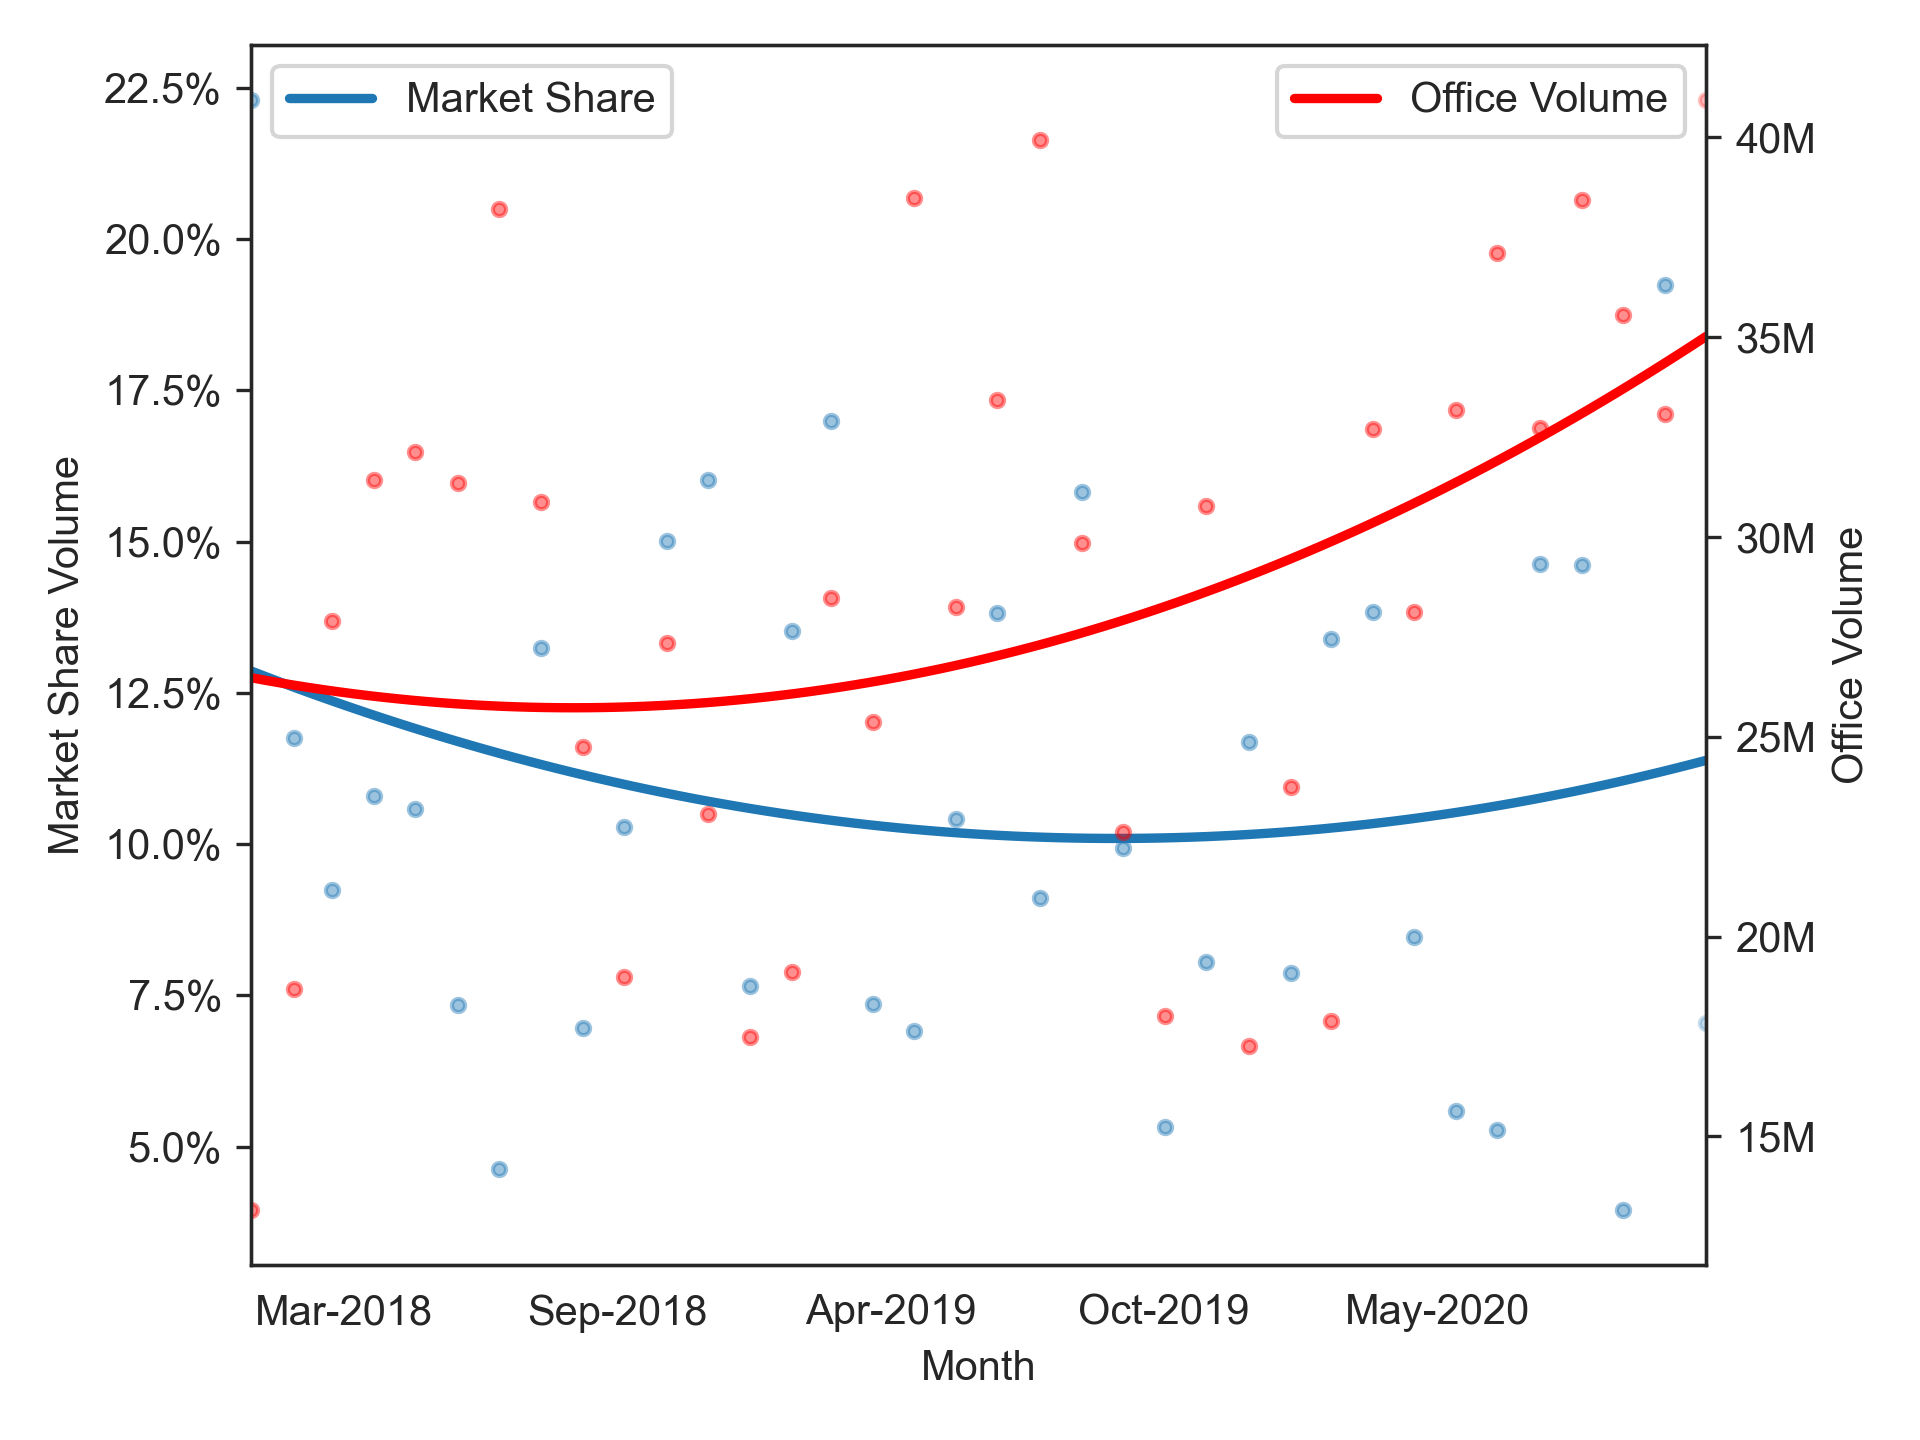 Market Share
Office Volume
22.5%
20.0%
17.5%
15.0%
12.5%
10.0%
7.5%
5.0%
Market Share Volume
40M
35M
30M
25M
20M
15M
Office Volume
Mar-2018
Sep-2018
Apr-2019
Oct-2019
May-2020
Month